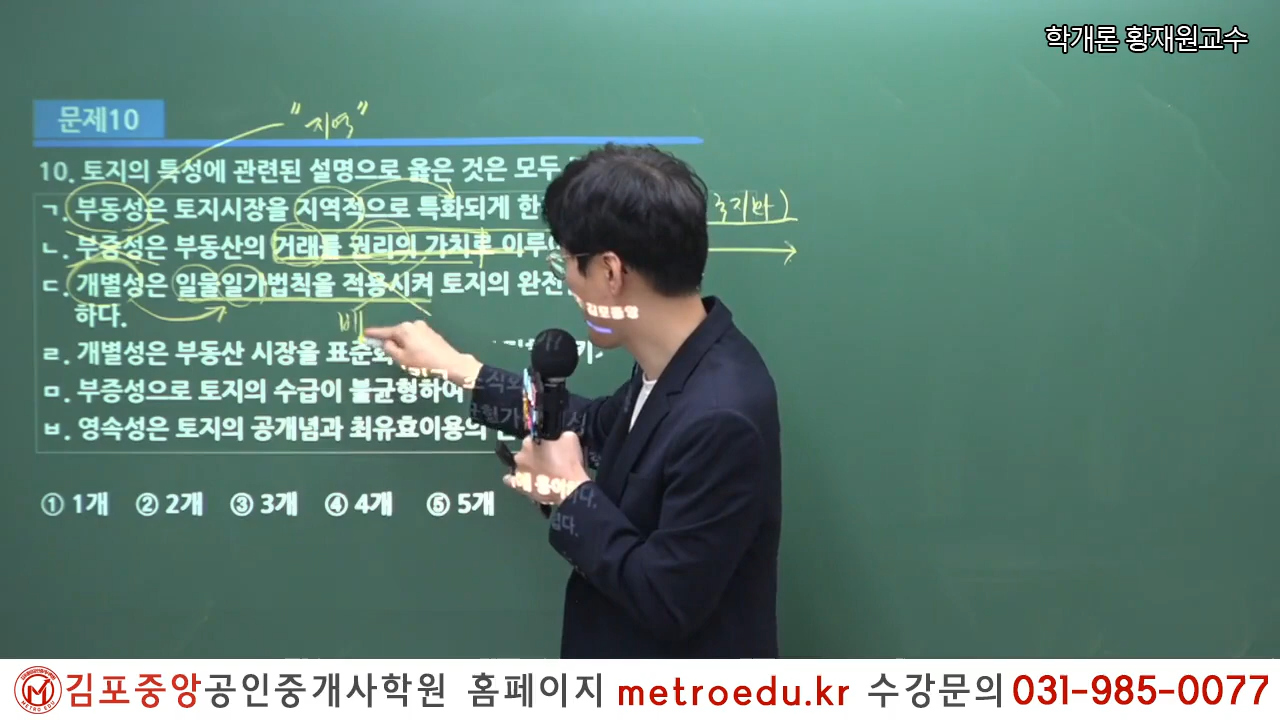 학개론 황재원교수
문제10
"지역"
10. 토지의 특성에 관련된 설명으로 옳은 것은 모두
ㄱ. 부동성은 토지시장을 지역적으로 특화되게 한
ㄴ. 부증성은 부동산의 거래를 권리의 가치로 이루
ㄷ. 개별성은 일물일가법칙을 적용시켜 토지의 완전
하다.
ㄹ. 개별성은 부동산 시장을 표준화
ㅁ. 부증성으로 토지의 수급이 불균형하여
ㅂ. 영속성은 토지의 공개념과 최유효이용의
① 1개 ② 2개 ③ 3개 ④ 4개 ⑤ 5개
김포중앙
김포중앙공인중개사학원 홈페이지 metroedu.kr 수강문의 031-985-0077
METRO EDU